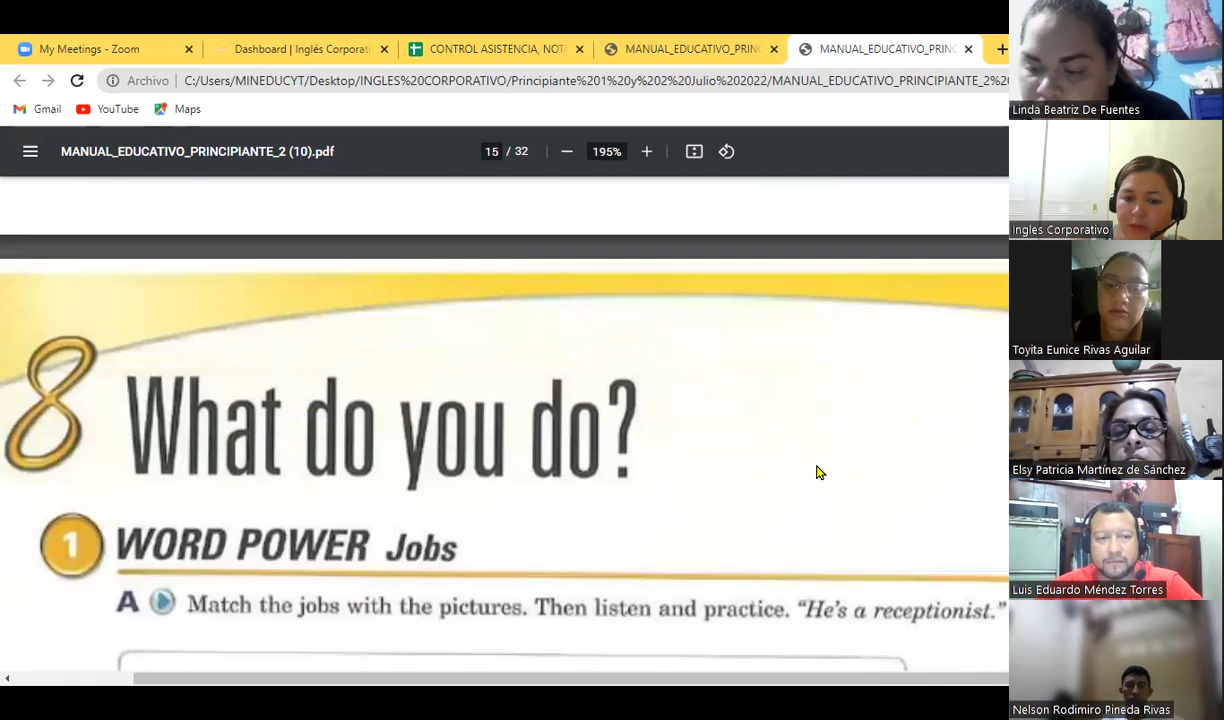 My Meetings - Zoom
Dashboard | Inglés Corporati
CONTROL ASISTENCIA, NOT
MANUAL_EDUCATIVO_PRINC
MANUAL_EDUCATIVO_PRINC
Archivo
C:/Users/MINEDUCYT/Desktop/INGLES%20CORPORATIVO/Principiante%201%20y%202%20Julio%202022/MANUAL_EDUCATIVO_PRINCIPIANTE_2%20
Gmail
YouTube
Maps
MANUAL_EDUCATIVO_PRINCIPIANTE_2 (10).pdf
15 / 32
195%
8 What do you do?
1 WORD POWER Jobs
A Match the jobs with the pictures. Then listen and practice. “He’s a receptionist.”
Linda Beatriz De Fuentes
Ingles Corporativo
Toyita Eunice Rivas Aguilar
Elsy Patricia Martínez de Sánchez
Luis Eduardo Méndez Torres
Nelson Rodimiro Pineda Rivas